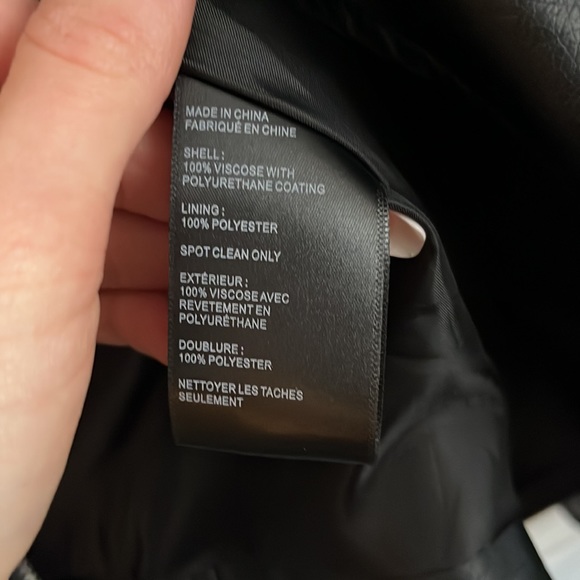 MADE IN CHINA
FABRIQUÉ EN CHINE
SHELL:
100% VISCOSE WITH
POLYURETHANE COATING
LINING:
100% POLYESTER
SPOT CLEAN ONLY
EXTÉRIEUR:
100% VISCOSE AVEC
REVETEMENT EN
POLYURÉTHANE
DOUBLURE:
100% POLYESTER
NETTOYER LES TACHES
SEULEMENT